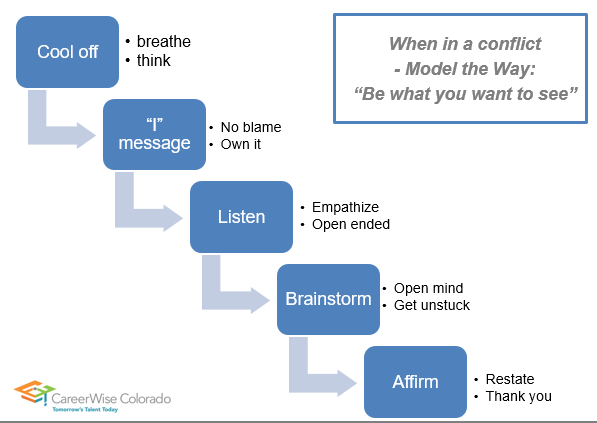 Cool off
• breathe
• think
When in a conflict
- Model the Way:
“Be what you want to see”
“I”
message
• No blame
• Own it
Listen
• Empathize
• Open ended
Brainstorm
• Open mind
• Get unstuck
Affirm
• Restate
• Thank you
CareerWise Colorado
Tomorrow's Talent Today